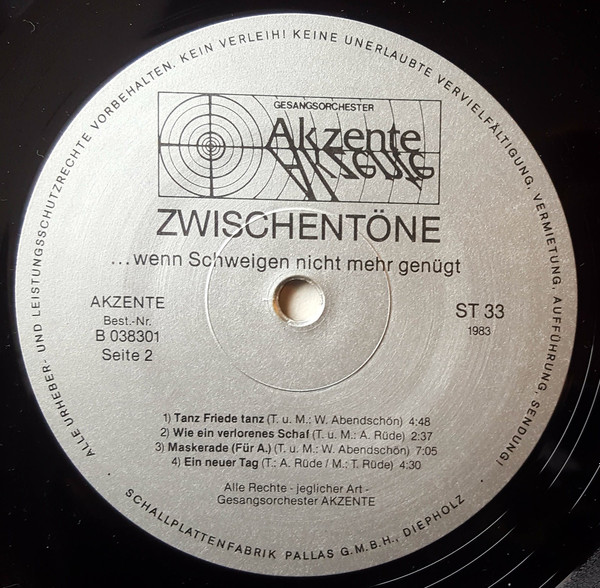 ALLE URHEBER- UND LEISTUNGSSCHUTZRECHTE VORBEHALTEN. KEIN VERLEIH! KEINE UNERLAUBTE VERVIELFÄLTIGUNG, VERMIETUNG, AUFFÜHRUNG, SENDUNG!
GESANGSORCHESTER
Akzente
ZWISCHENTÖNE
...wenn Schweigen nicht mehr genügt
AKZENTE
Best.-Nr.
B 038301
Seite 2
ST 33
1983
1) Tanz Friede tanz (T. u. M.: W. Abendschön) 4:48
2) Wie ein verlorenes Schaf (T. u. M.: A. Rüde) 2:37
3) Maskerade (Für A.) (T. u. M.: W. Abendschön) 7:05
4) Ein neuer Tag (T.: A. Rüde / M.: T. Rüde) 4:30
Alle Rechte - jeglicher Art -
Gesangsorchester AKZENTE
SCHALLPLATTENFABRIK PALLAS G.M.B.H., DIEPHOLZ